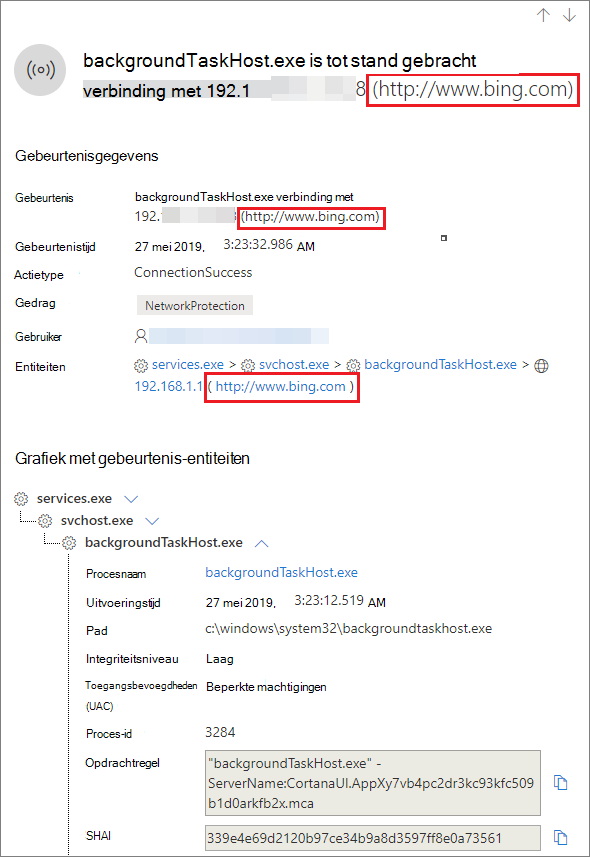 backgroundTaskHost.exe is tot stand gebracht
verbinding met 192.1 8 (http://www.bing.com)
Gebeurtenisgegevens
Gebeurtenis backgroundTaskHost.exe verbinding met
192. (http://www.bing.com)
Gebeurtenistijd 27 mei 2019, 3:23:32.986 AM
Actietype ConnectionSuccess
Gedrag NetworkProtection
Gebruiker
Entiteiten services.exe > svchost.exe > backgroundTaskHost.exe >
192.168.1.1 ( http://www.bing.com )
Grafiek met gebeurtenis-entiteiten
services.exe
svchost.exe
backgroundTaskHost.exe
Procesnaam backgroundTaskHost.exe
Uitvoeringstijd 27 mei 2019, 3:23:12.519 AM
Pad c:\windows\system32\backgroundtaskhost.exe
Integriteitsniveau Laag
Toegangsbevoegdheden Beperkte machtigingen
(UAC)
Proces-id 3284
Opdrachtregel "backgroundTaskHost.exe" -
ServerName:CortanaUI.AppXy7vb4pc2dr3kc93kfc509
b1d0arkfb2x.mca
SHAI 339e4e69d2120b97ce34b9a8d3597ff8e0a73561